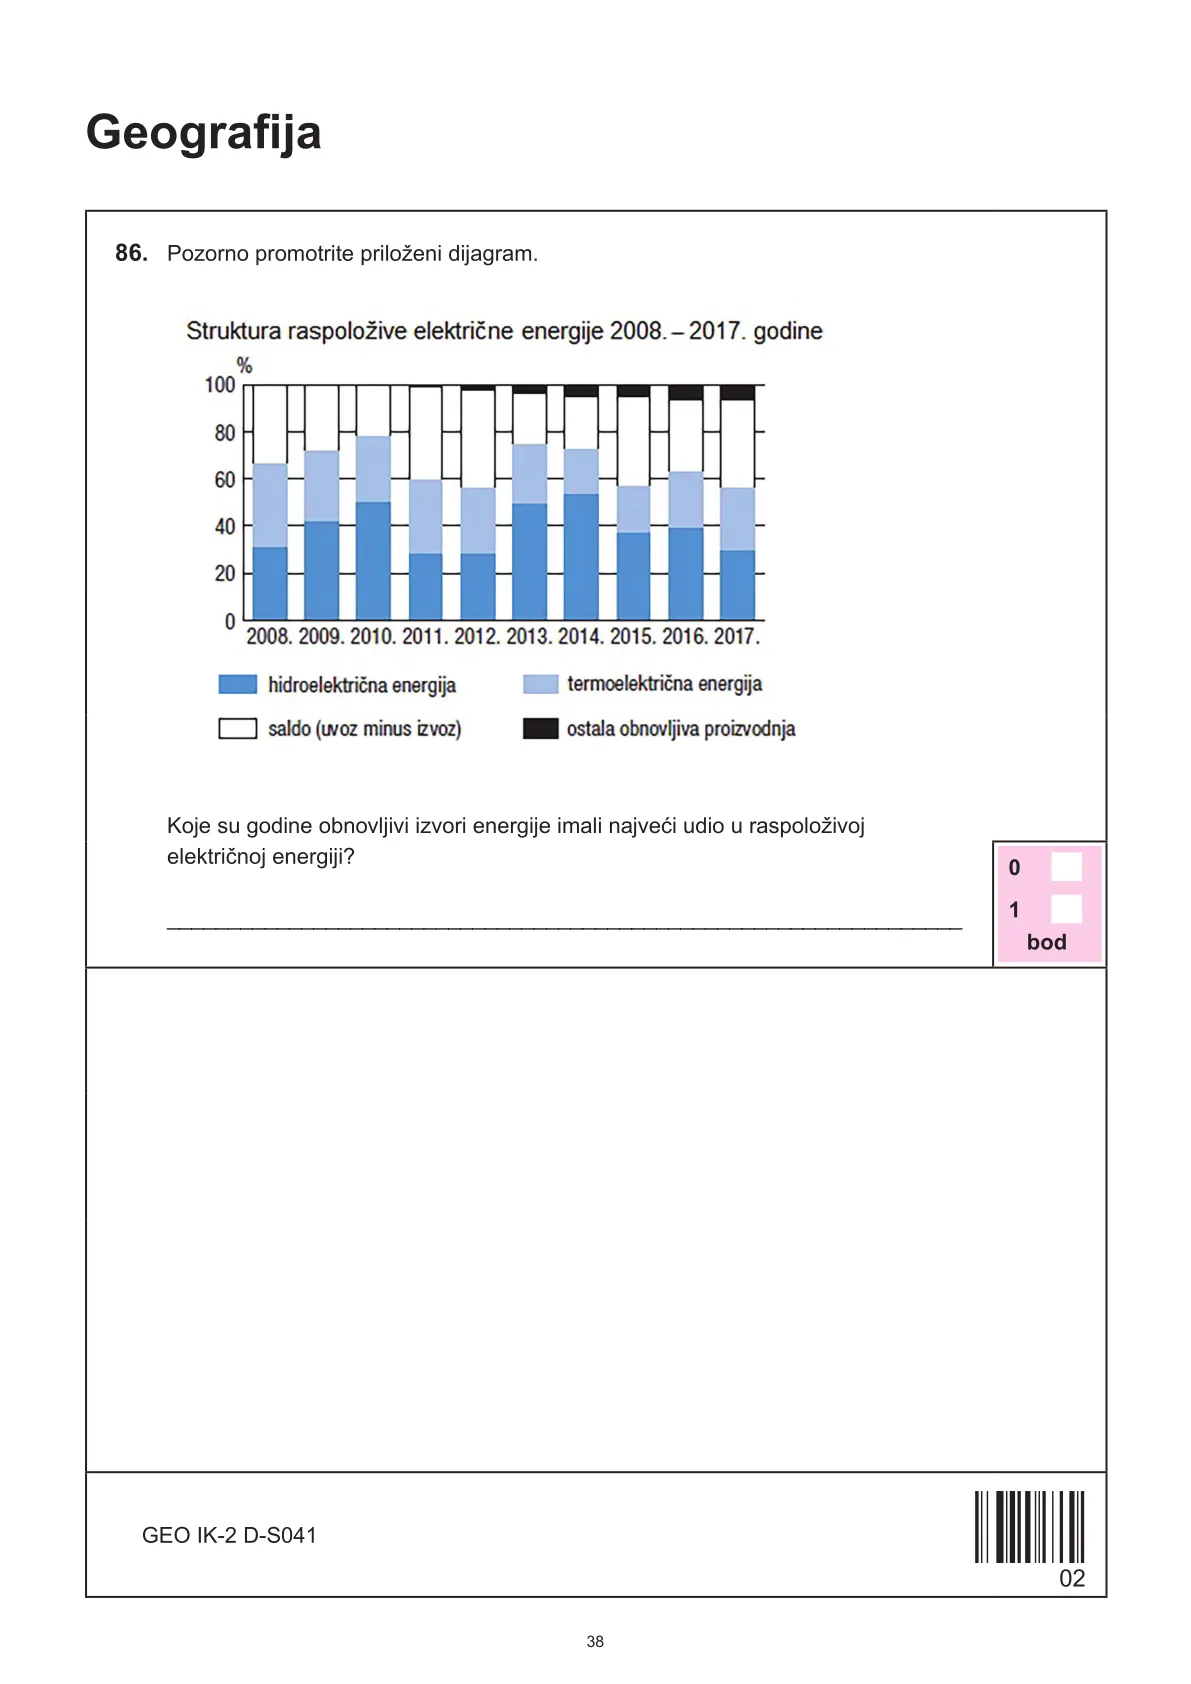 Geografija
86. Pozorno promotrite priloženi dijagram.
Struktura raspoložive električne energije 2008. – 2017. godine
%
100
80
60
40
20
0
2008. 2009. 2010. 2011. 2012. 2013. 2014. 2015. 2016. 2017.
hidroelektrična energija
termoelektrična energija
saldo (uvoz minus izvoz)
ostala obnovljiva proizvodnja
Koje su godine obnovljivi izvori energije imali najveći udio u raspoloživoj
električnoj energiji?
0
1
bod
GEO IK-2 D-S041
02
38